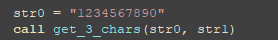 str0 = "1234567890"
call get_3_chars(str0, str1)